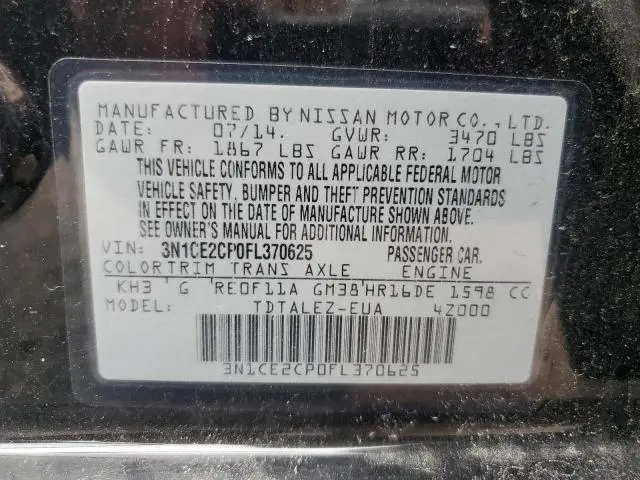 MANUFACTURED BY NISSAN MOTOR CO., LTD.
DATE: 07/14. GVWR: 3470 LBS
GAWR FR: 1867 LBS GAWR RR: 1704 LBS
THIS VEHICLE CONFORMS TO ALL APPLICABLE FEDERAL MOTOR
VEHICLE SAFETY, BUMPER AND THEFT PREVENTION STANDARDS
IN EFFECT ON THE DATE OF MANUFACTURE SHOWN ABOVE.
SEE OWNER'S MANUAL FOR ADDITIONAL INFORMATION.
VIN: 3N1CE2CP0FL370625 PASSENGER CAR.
COLOR TRIM TRANS AXLE ENGINE
KH3 ' G 'RE0F11A GM38'HR16DE 1598 CC
MODEL: TDTALEZ-EUA 4Z000
3N1CE2CP0FL370625